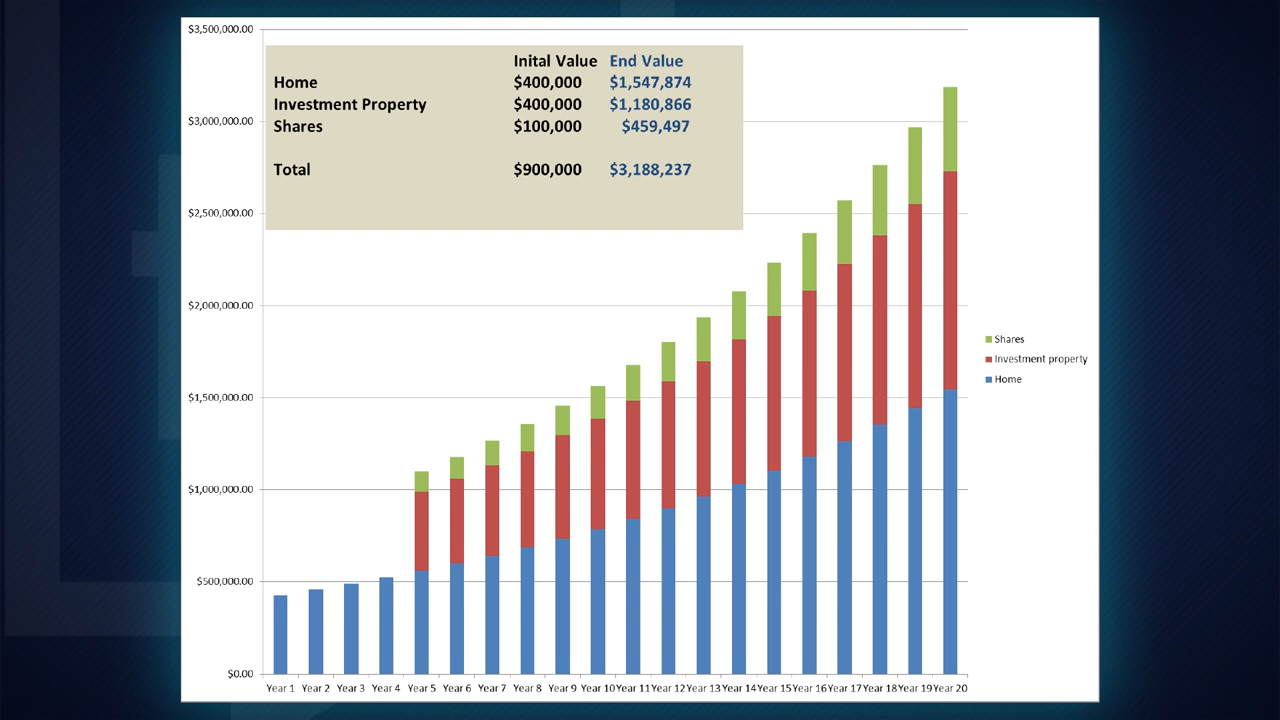 $3,500,000.00
$3,000,000.00
$2,500,000.00
$2,000,000.00
$1,500,000.00
$1,000,000.00
$500,000.00
$0.00
Inital Value End Value
Home $400,000 $1,547,874
Investment Property $400,000 $1,180,866
Shares $100,000 $459,497
Total $900,000 $3,188,237
Shares
Investment property
Home
Year 1 Year 2 Year 3 Year 4 Year 5 Year 6 Year 7 Year 8 Year 9 Year 10 Year 11 Year 12 Year 13 Year 14 Year 15 Year 16 Year 17 Year 18 Year 19 Year 20